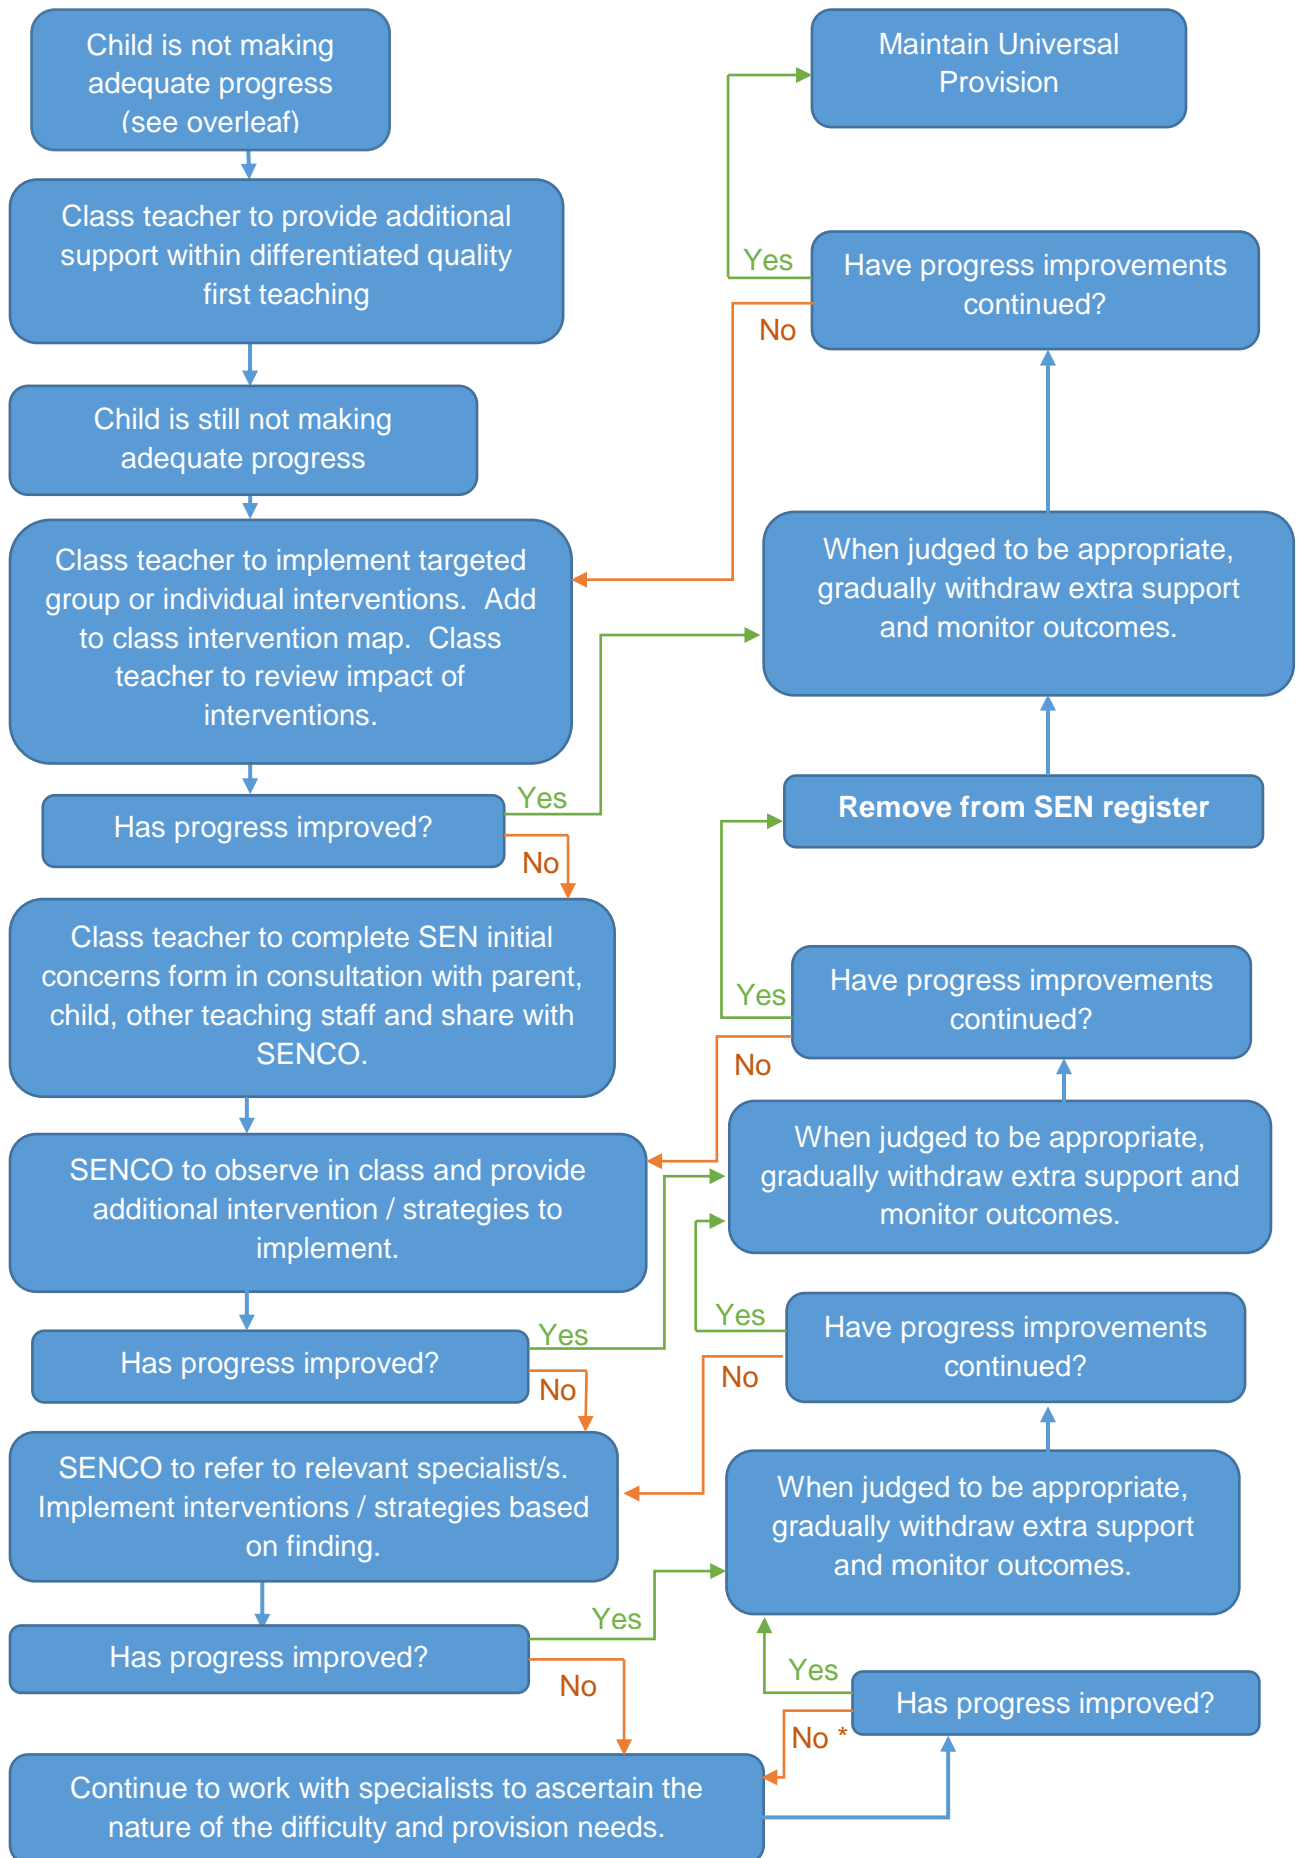 Child is not making
adequate progress
(see overleaf)
Class teacher to provide additional
support within differentiated quality
first teaching
Child is still not making
adequate progress
Class teacher to implement targeted
group or individual interventions.  Add
to class intervention map.  Class
teacher to review impact of
interventions.
Has progress improved?
Yes
No
Class teacher to complete SEN initial
concerns form in consultation with parent,
child, other teaching staff and share with
SENCO.
SENCO to observe in class and provide
additional intervention / strategies to
implement.
Has progress improved?
Yes
No
SENCO to refer to relevant specialist/s.
Implement interventions / strategies based
on finding.
Has progress improved?
Yes
No
Continue to work with specialists to ascertain the
nature of the difficulty and provision needs.
Maintain Universal
Provision
Yes
Have progress improvements
continued?
No
When judged to be appropriate,
gradually withdraw extra support
and monitor outcomes.
Remove from SEN register
Have progress improvements
continued?
Yes
No
When judged to be appropriate,
gradually withdraw extra support and
monitor outcomes.
Yes
Have progress improvements
continued?
No
When judged to be appropriate,
gradually withdraw extra support
and monitor outcomes.
Yes
Has progress improved?
No *